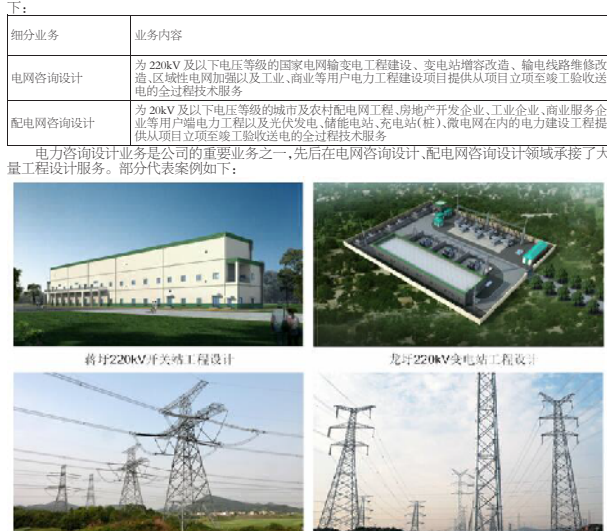 下：
细分业务 业务内容
为 220kV 及以下电压等级的国家电网输变电工程建设、变电站增容改造、输电线路维修改
电网咨询设计 造、区域性电网加强以及工业、商业等用户电力工程建设项目提供从项目立项至竣工验收送
电的全过程技术服务
为 20kV 及以下电压等级的城市及农村配电网工程、房地产开发企业、工业企业、商业服务企
配电网咨询设计 业等用户端电力工程以及光伏发电、储能电站、充电站(桩)、微电网在内的电力建设工程提
供从项目立项至竣工验收送电的全过程技术服务
电力咨询设计业务是公司的重要业务之一，先后在电网咨询设计、配电网咨询设计领域承接了大
量工程设计服务。部分代表案例如下：
蒋圩220kV开关站工程设计
龙圩220kV变电站工程设计